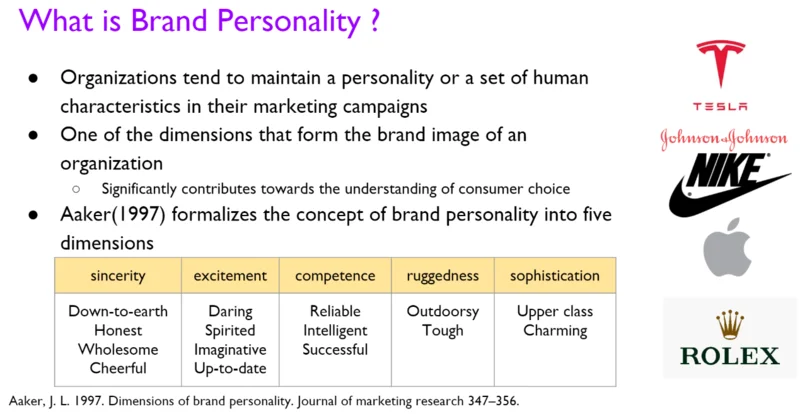 What is Brand Personality ?
● Organizations tend to maintain a personality or a set of human
characteristics in their marketing campaigns
● One of the dimensions that form the brand image of an
organization
○ Significantly contributes towards the understanding of consumer choice
● Aaker(1997) formalizes the concept of brand personality into five
dimensions
sincerity excitement competence ruggedness sophistication
Down-to-earth Daring Reliable Outdoorsy Upper class
Honest Spirited Intelligent Tough Charming
Wholesome Imaginative Successful
Cheerful Up-to-date
Aaker, J. L. 1997. Dimensions of brand personality. Journal of marketing research 347–356.
TESLA
Johnson & Johnson
NIKE
ROLEX